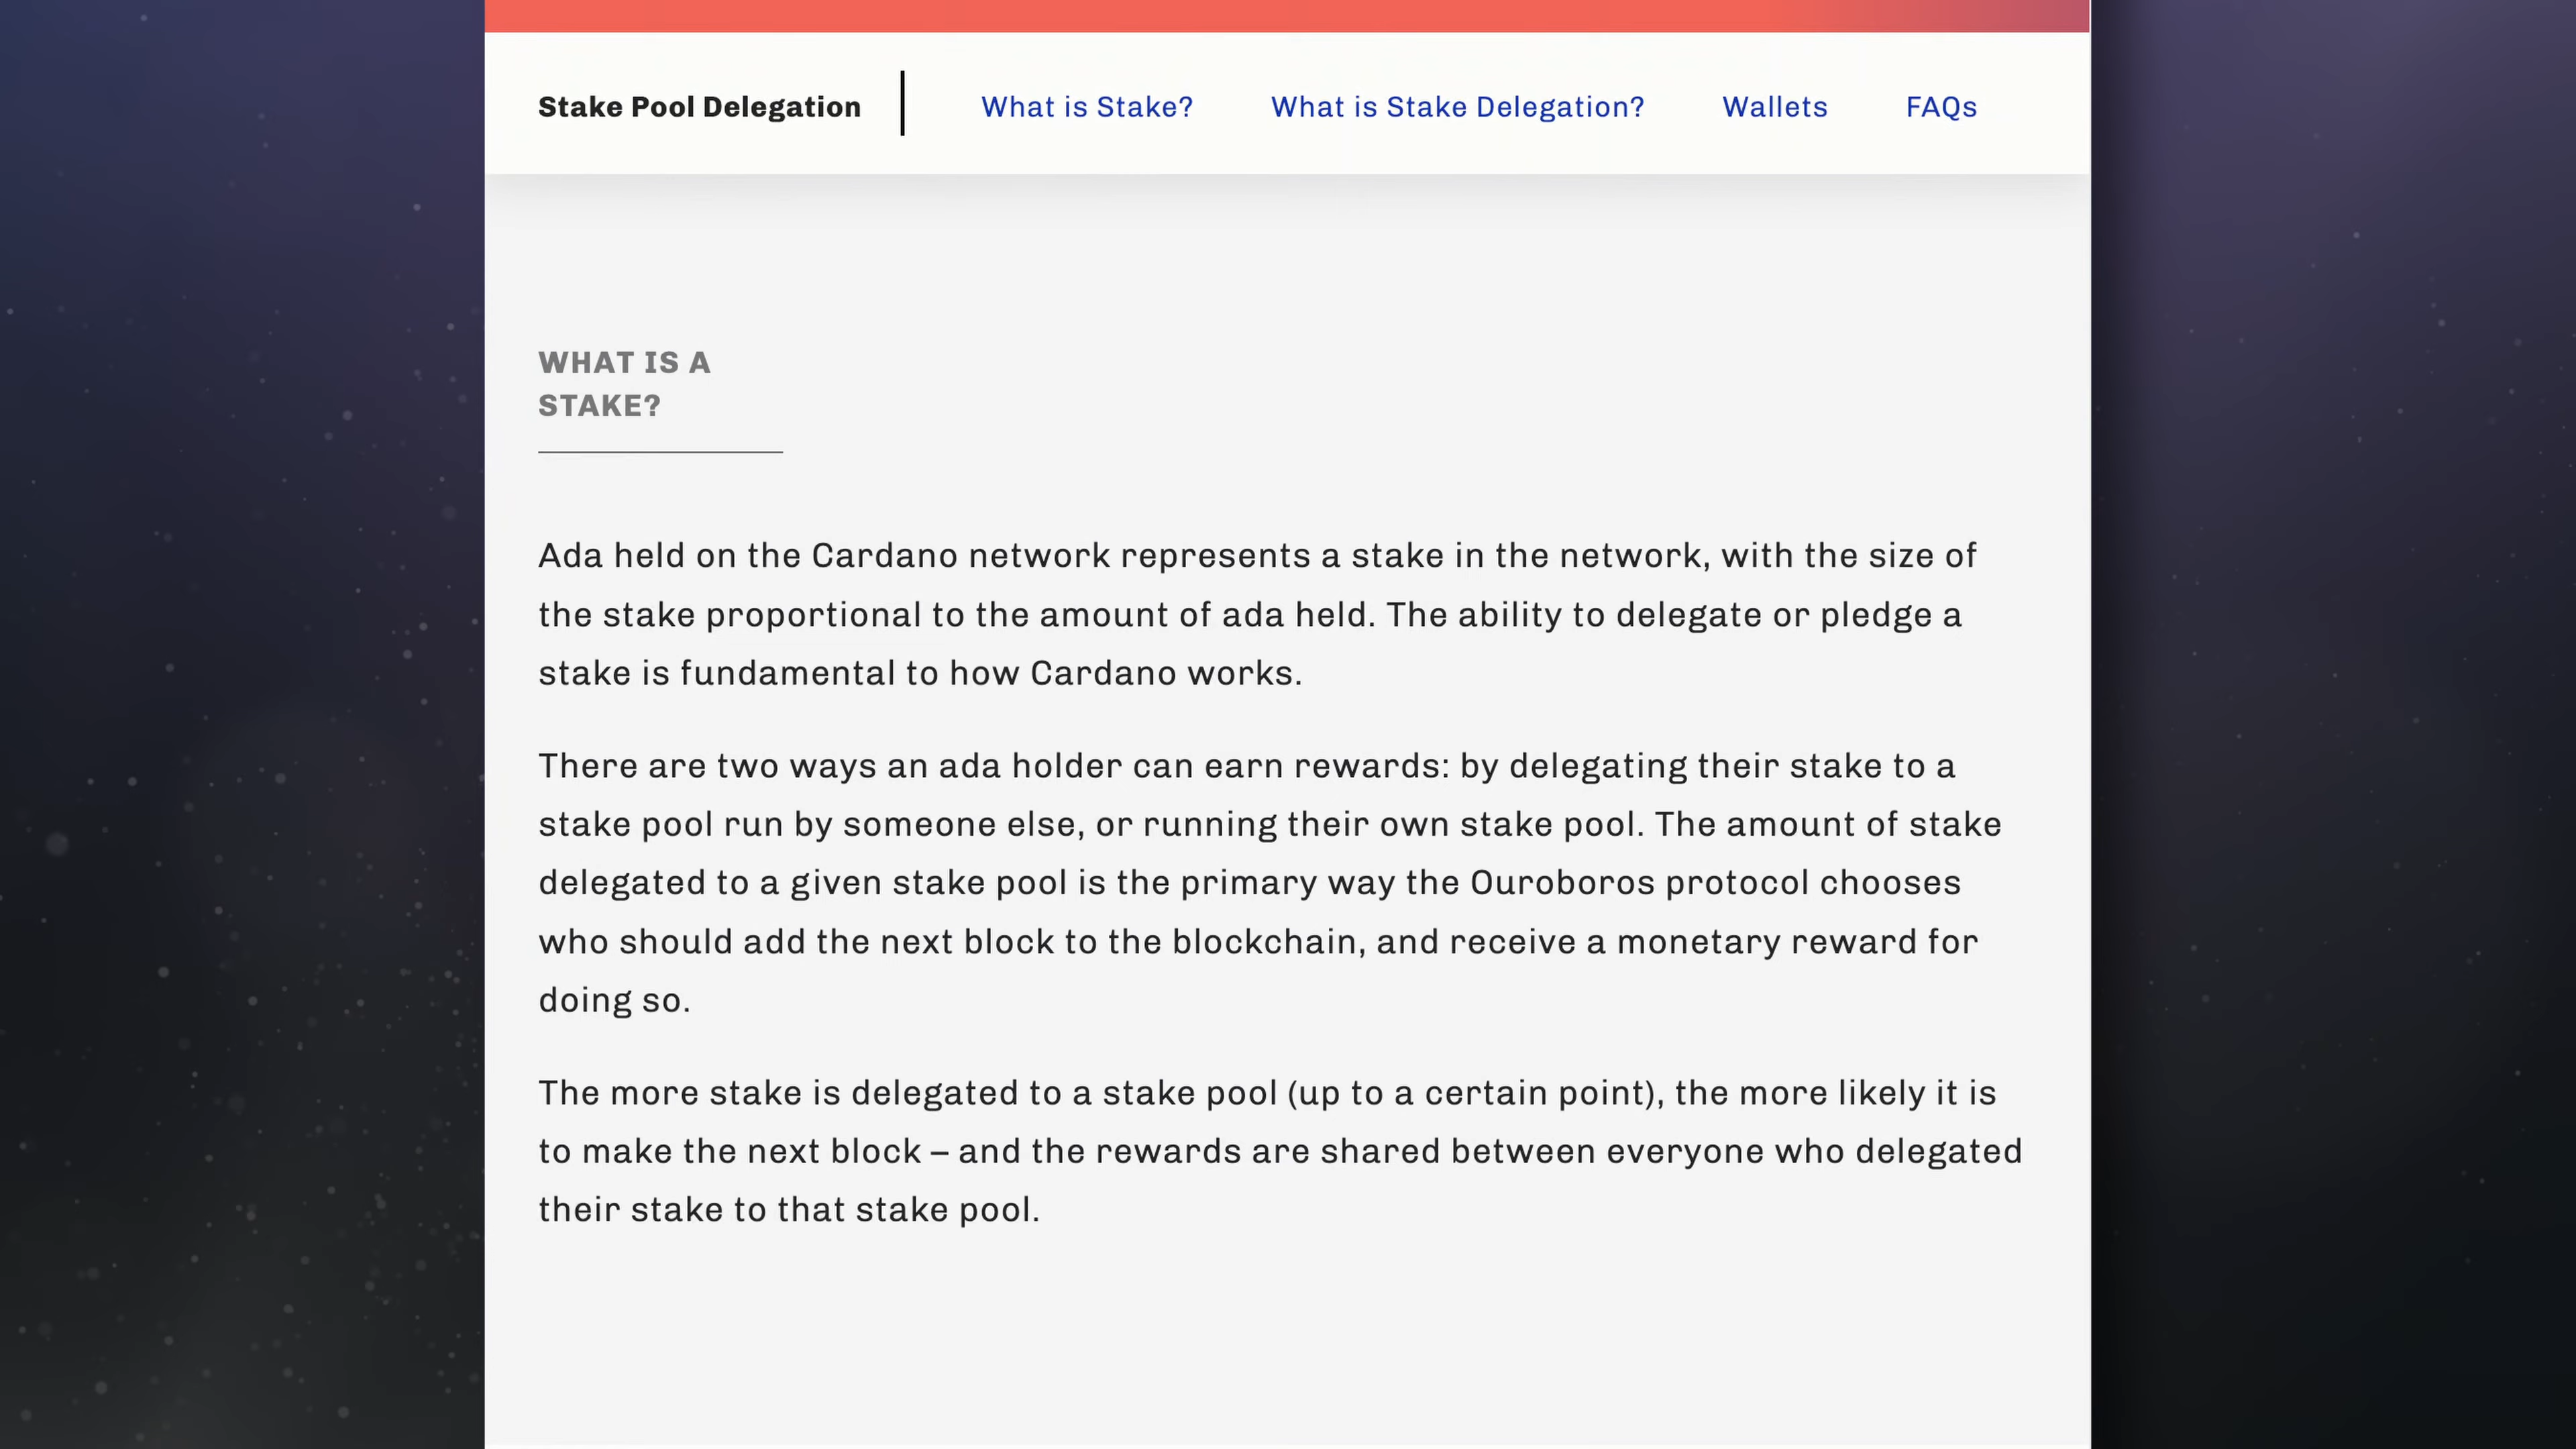 Stake Pool Delegation
What is Stake?
What is Stake Delegation?
Wallets
FAQs
WHAT IS A
STAKE?
Ada held on the Cardano network represents a stake in the network, with the size of
the stake proportional to the amount of ada held. The ability to delegate or pledge a
stake is fundamental to how Cardano works.
There are two ways an ada holder can earn rewards: by delegating their stake to a
stake pool run by someone else, or running their own stake pool. The amount of stake
delegated to a given stake pool is the primary way the Ouroboros protocol chooses
who should add the next block to the blockchain, and receive a monetary reward for
doing so.
The more stake is delegated to a stake pool (up to a certain point), the more likely it is
to make the next block – and the rewards are shared between everyone who delegated
their stake to that stake pool.